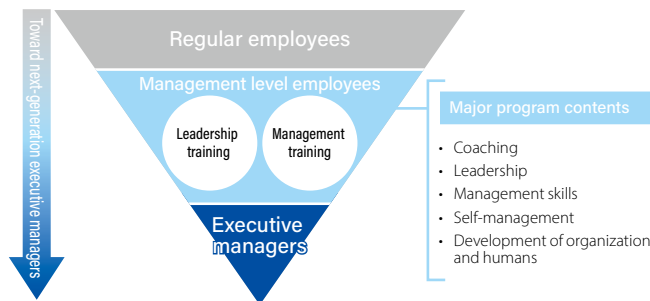 Toward next-generation executive managers
Regular employees
Management level employees
Leadership
training
Management
training
Executive
managers
Major program contents
• Coaching
• Leadership
• Management skills
• Self-management
• Development of organization
and humans